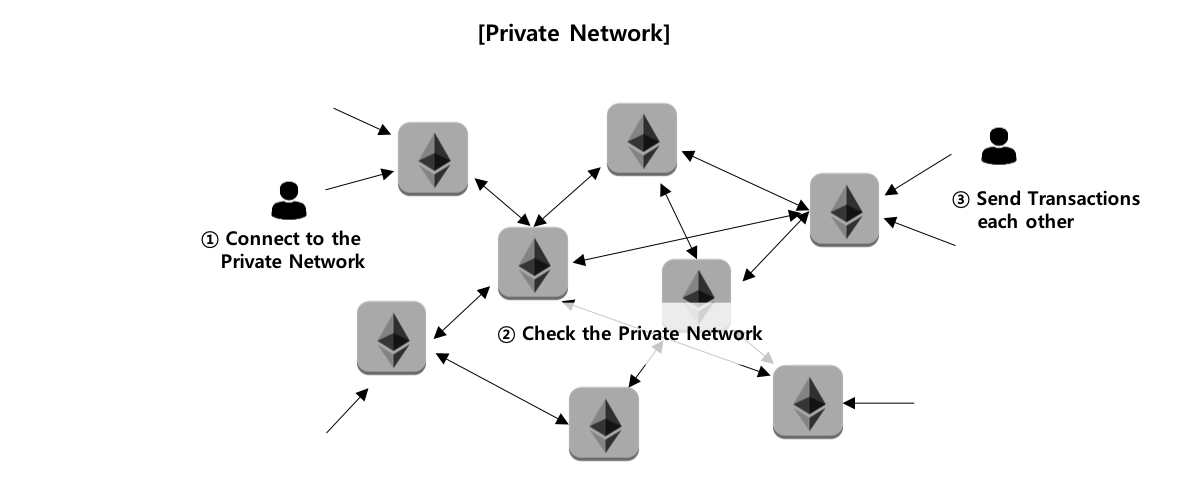 [Private Network]
① Connect to the
Private Network
② Check the Private Network
③ Send Transactions
each other